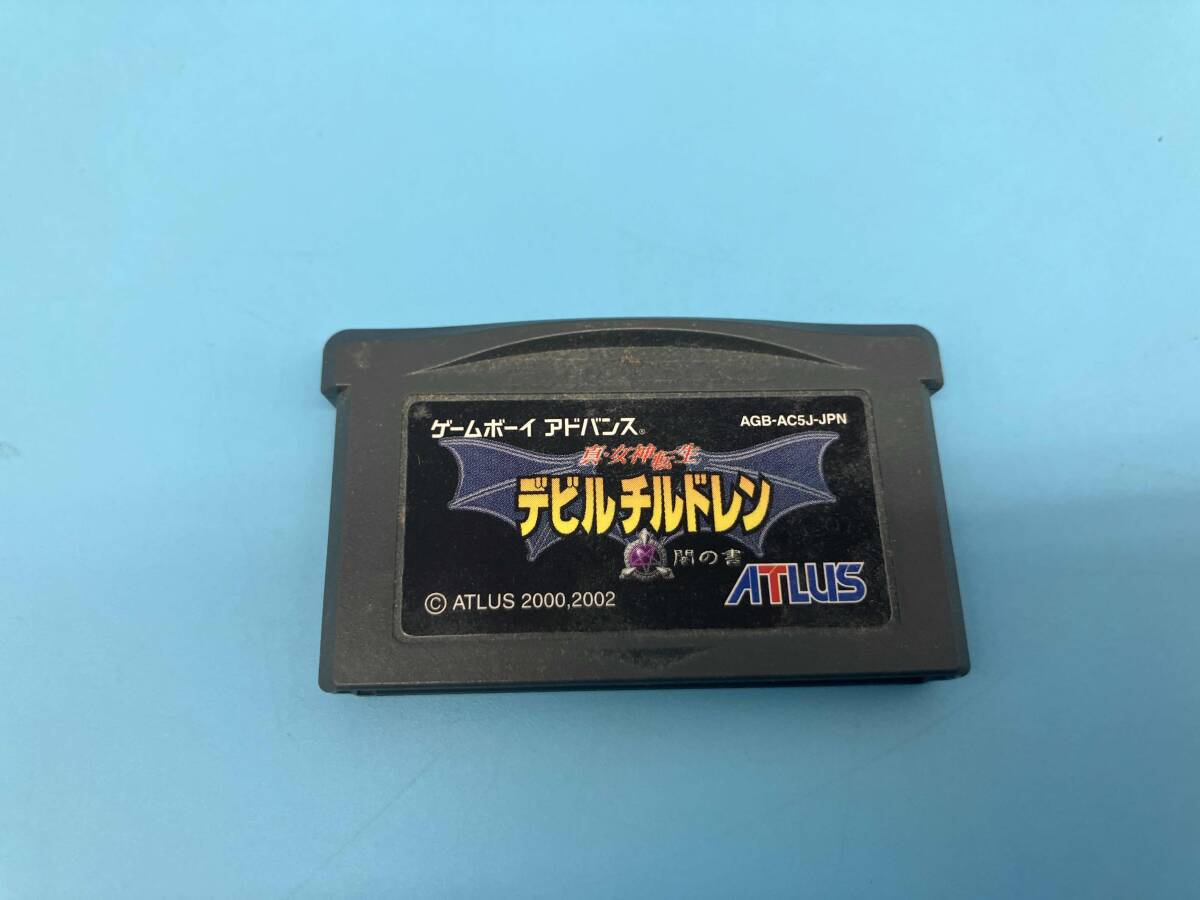 ゲームボーイ アドバンス®
AGB-AC5J-JPN
真・女神転生
デビルチルドレン
闇の書
© ATLUS 2000,2002
ATLUS